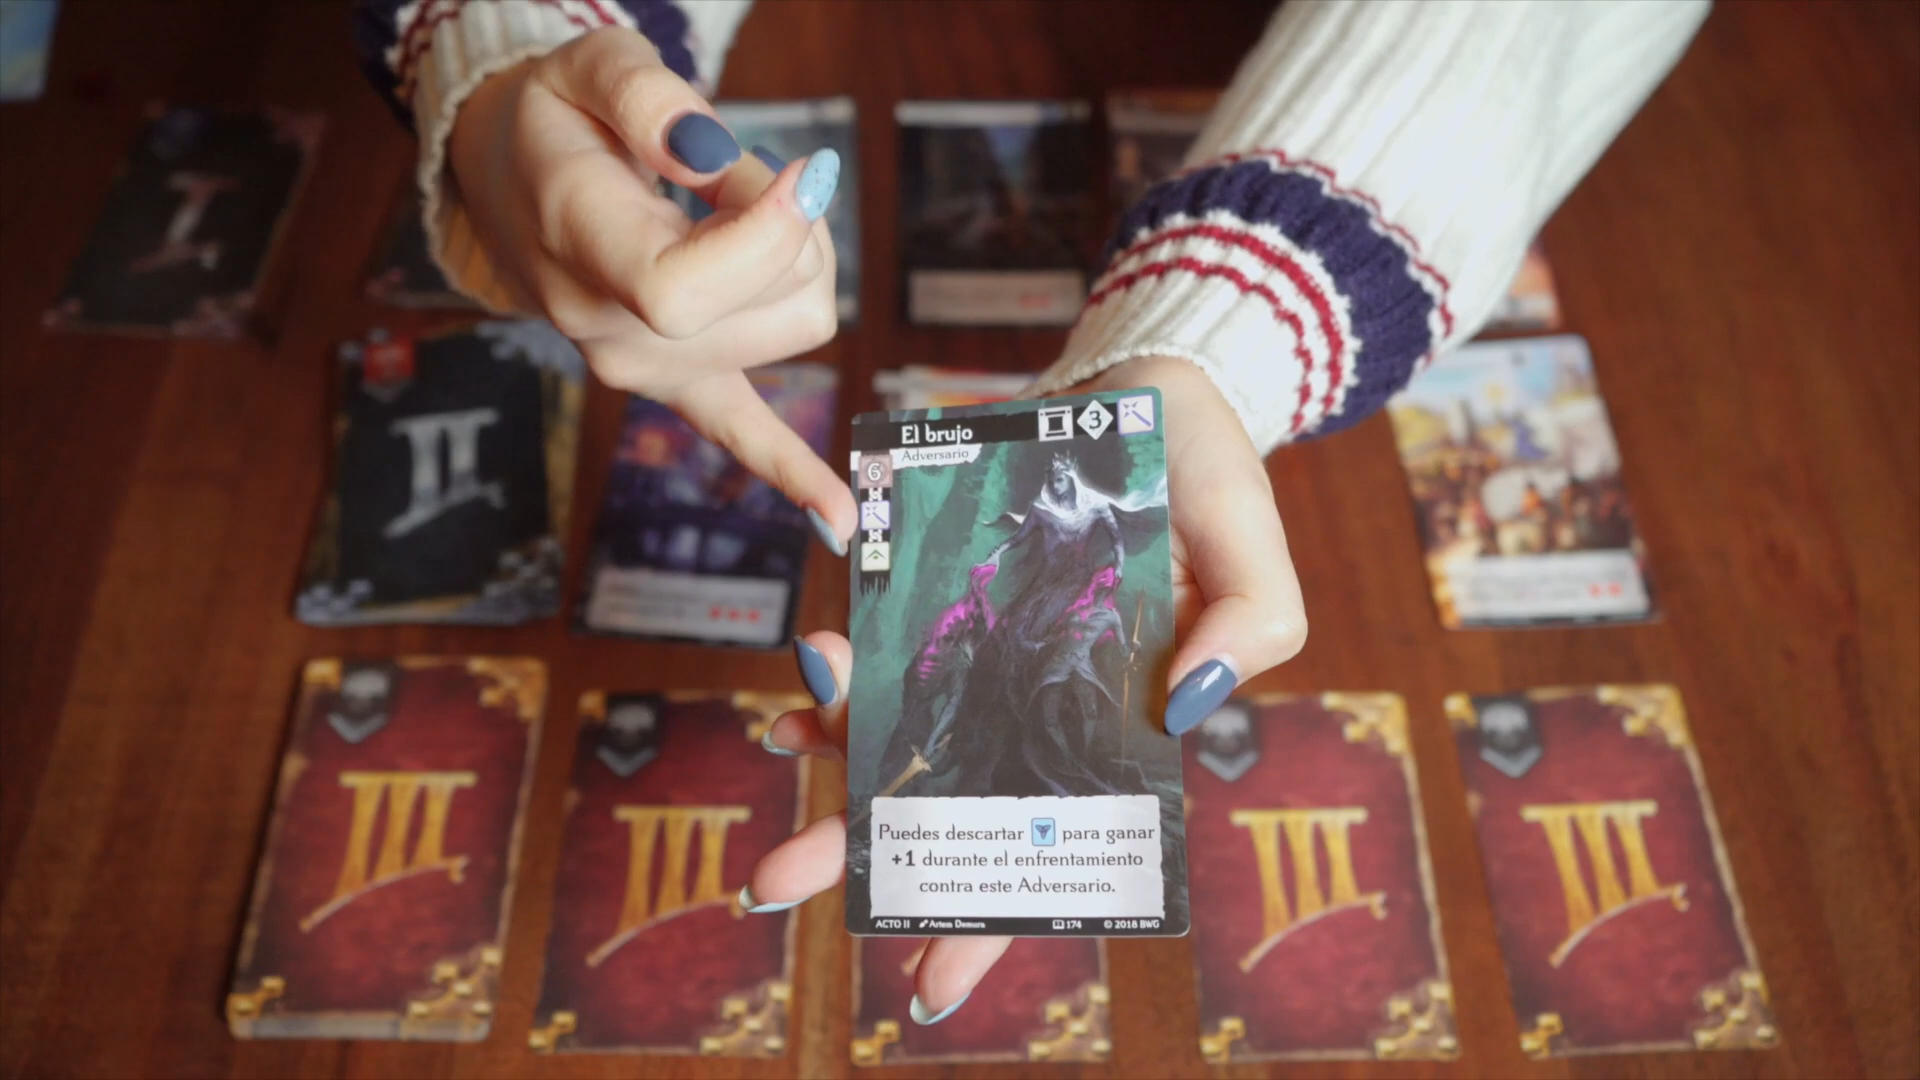 I
II
El brujo
3
Adversario
6
Puedes descartar para ganar
+1 durante el enfrentamiento
contra este Adversario.
ACTO II Artem Demura 174 © 2018 BWG
III
III
III
III